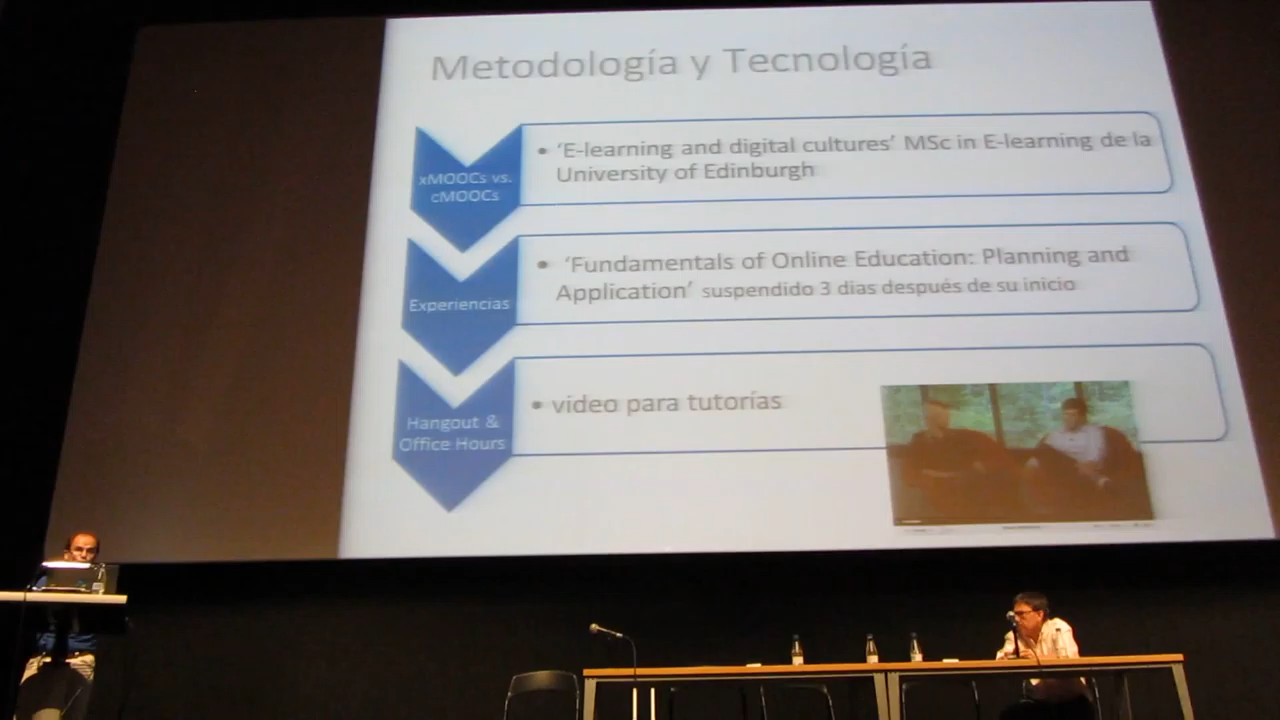 Metodología y Tecnología
xMOOCs vs.
cMOOCs
• 'E-learning and digital cultures' MSc in E-learning de la
University of Edinburgh
Experiencias
• 'Fundamentals of Online Education: Planning and
Application' suspendido 3 dias después de su inicio
Hangout &
Office Hours
• video para tutorías